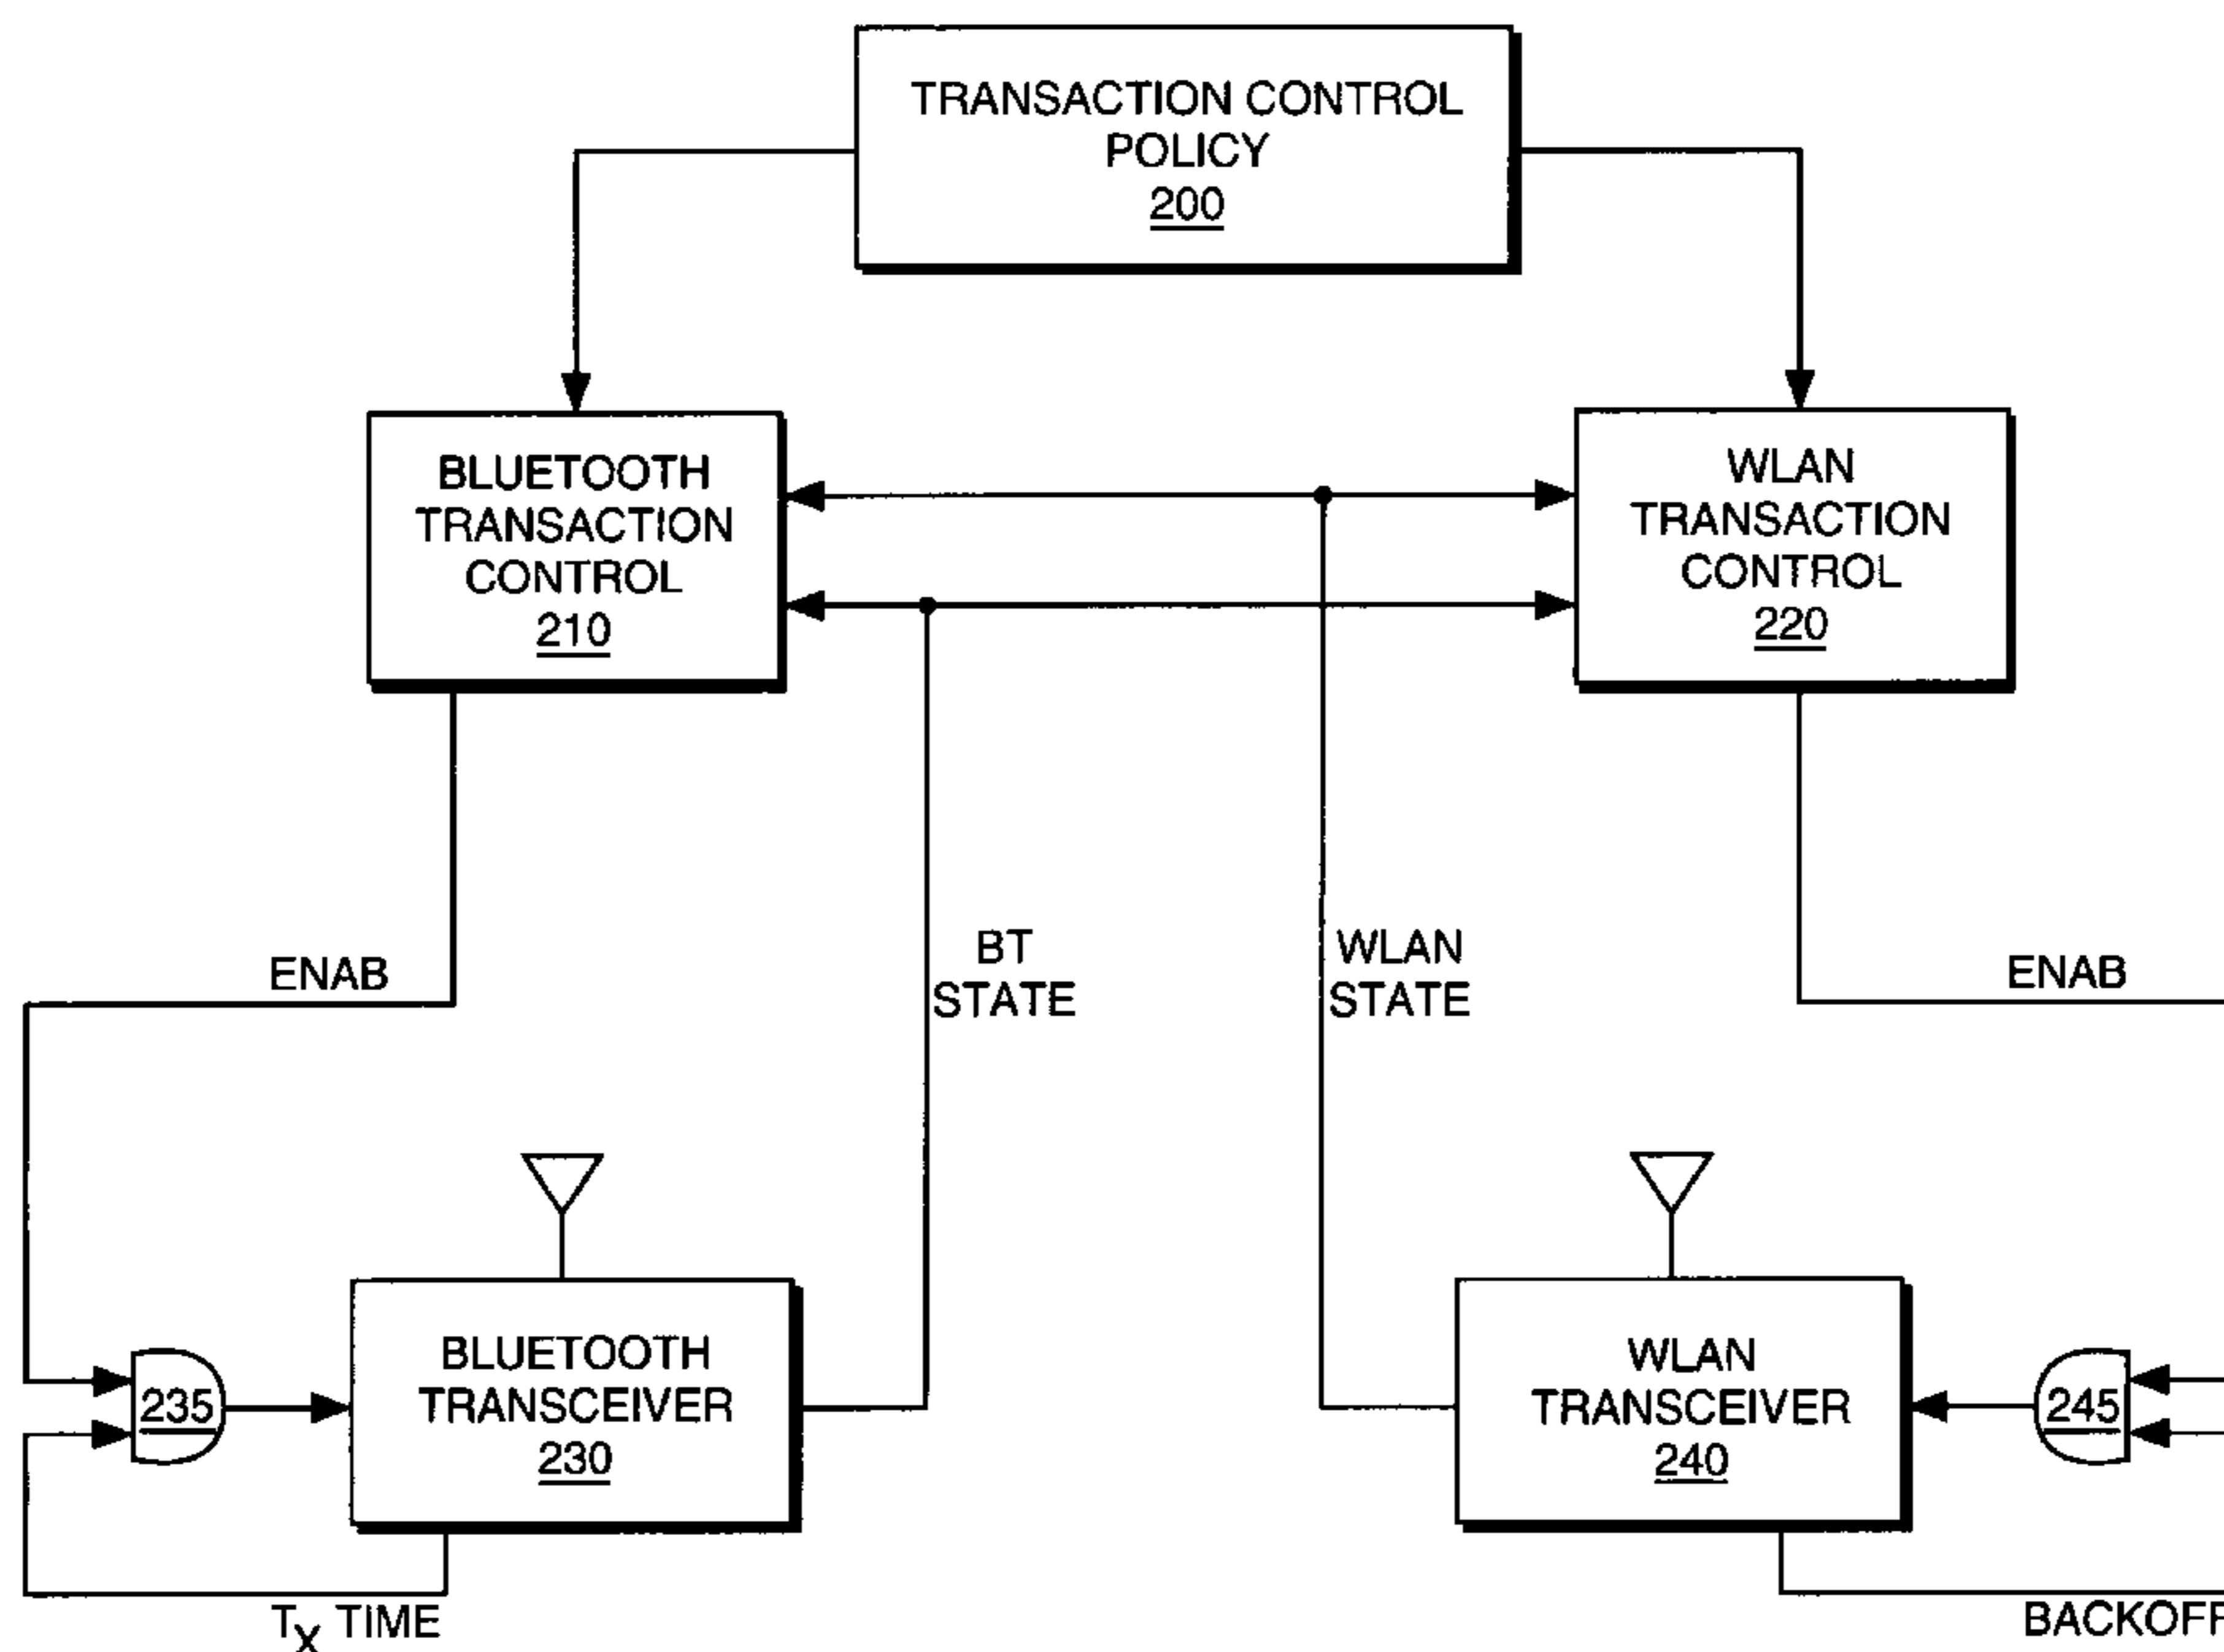 TRANSACTION CONTROL
POLICY
200
BLUETOOTH
TRANSACTION
CONTROL
210
WLAN
TRANSACTION
CONTROL
220
ENAB
BT
STATE
WLAN
STATE
ENAB
235
BLUETOOTH
TRANSCEIVER
230
WLAN
TRANSCEIVER
240
245
TX TIME
BACKOFF